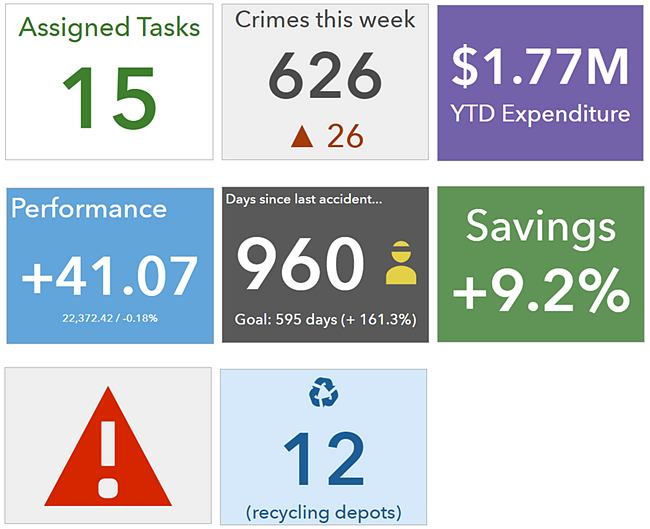 Assigned Tasks
15
Crimes this week
626
▲ 26
$1.77M
YTD Expenditure
Performance
+41.07
22,372.42 / -0.18%
Days since last accident...
960
Goal: 595 days (+ 161.3%)
Savings
+9.2%
!
12
(recycling depots)